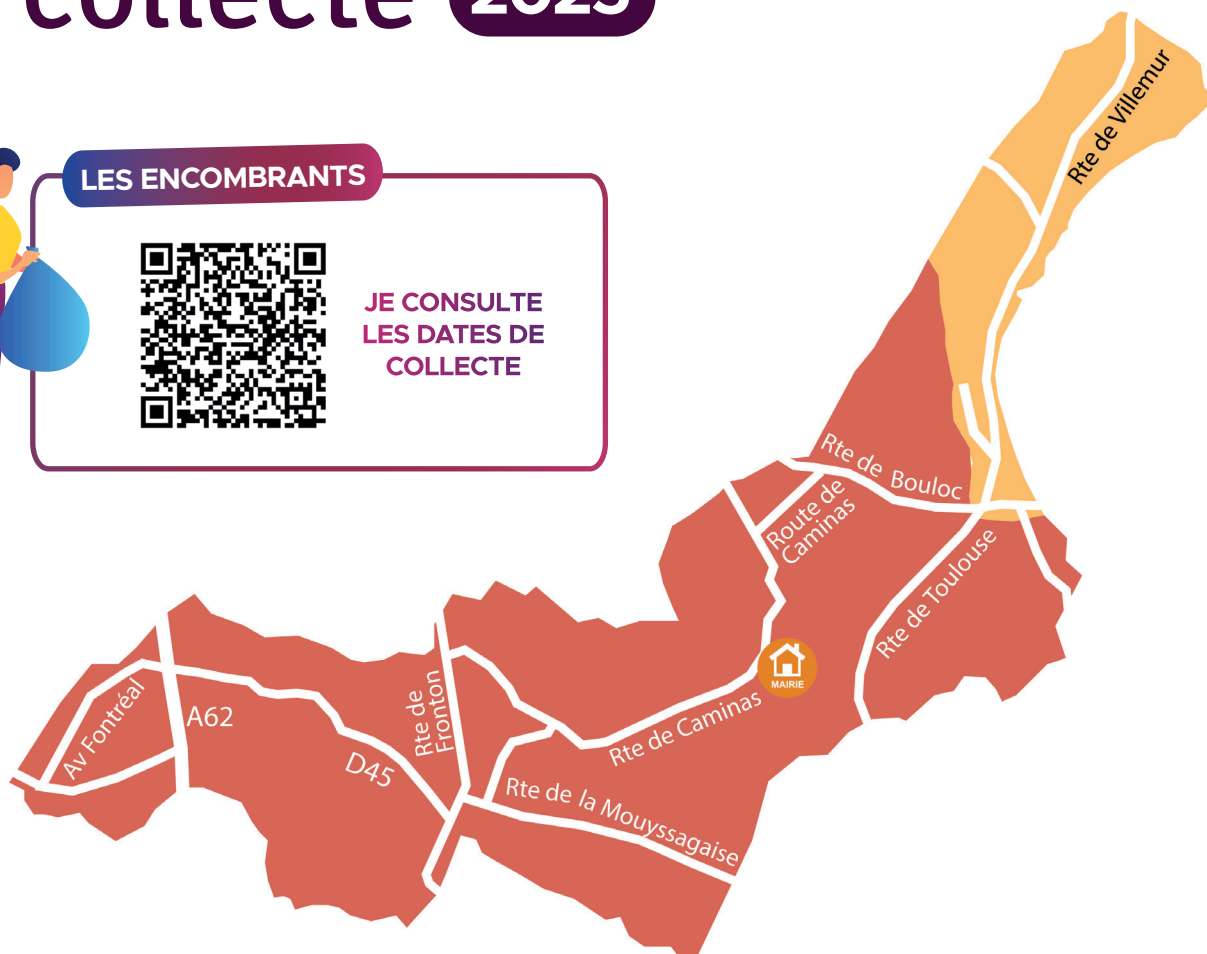 collecte 2025
LES ENCOMBRANTS
JE CONSULTE
LES DATES DE
COLLECTE
Rte de Villemur
Rte de Bouloc
Route de
Caminas
Rte de Toulouse
MAIRIE
Rte de Caminas
Rte de
Fronton
A62
Av Fontréal
D45
Rte de la Mouyssagaise